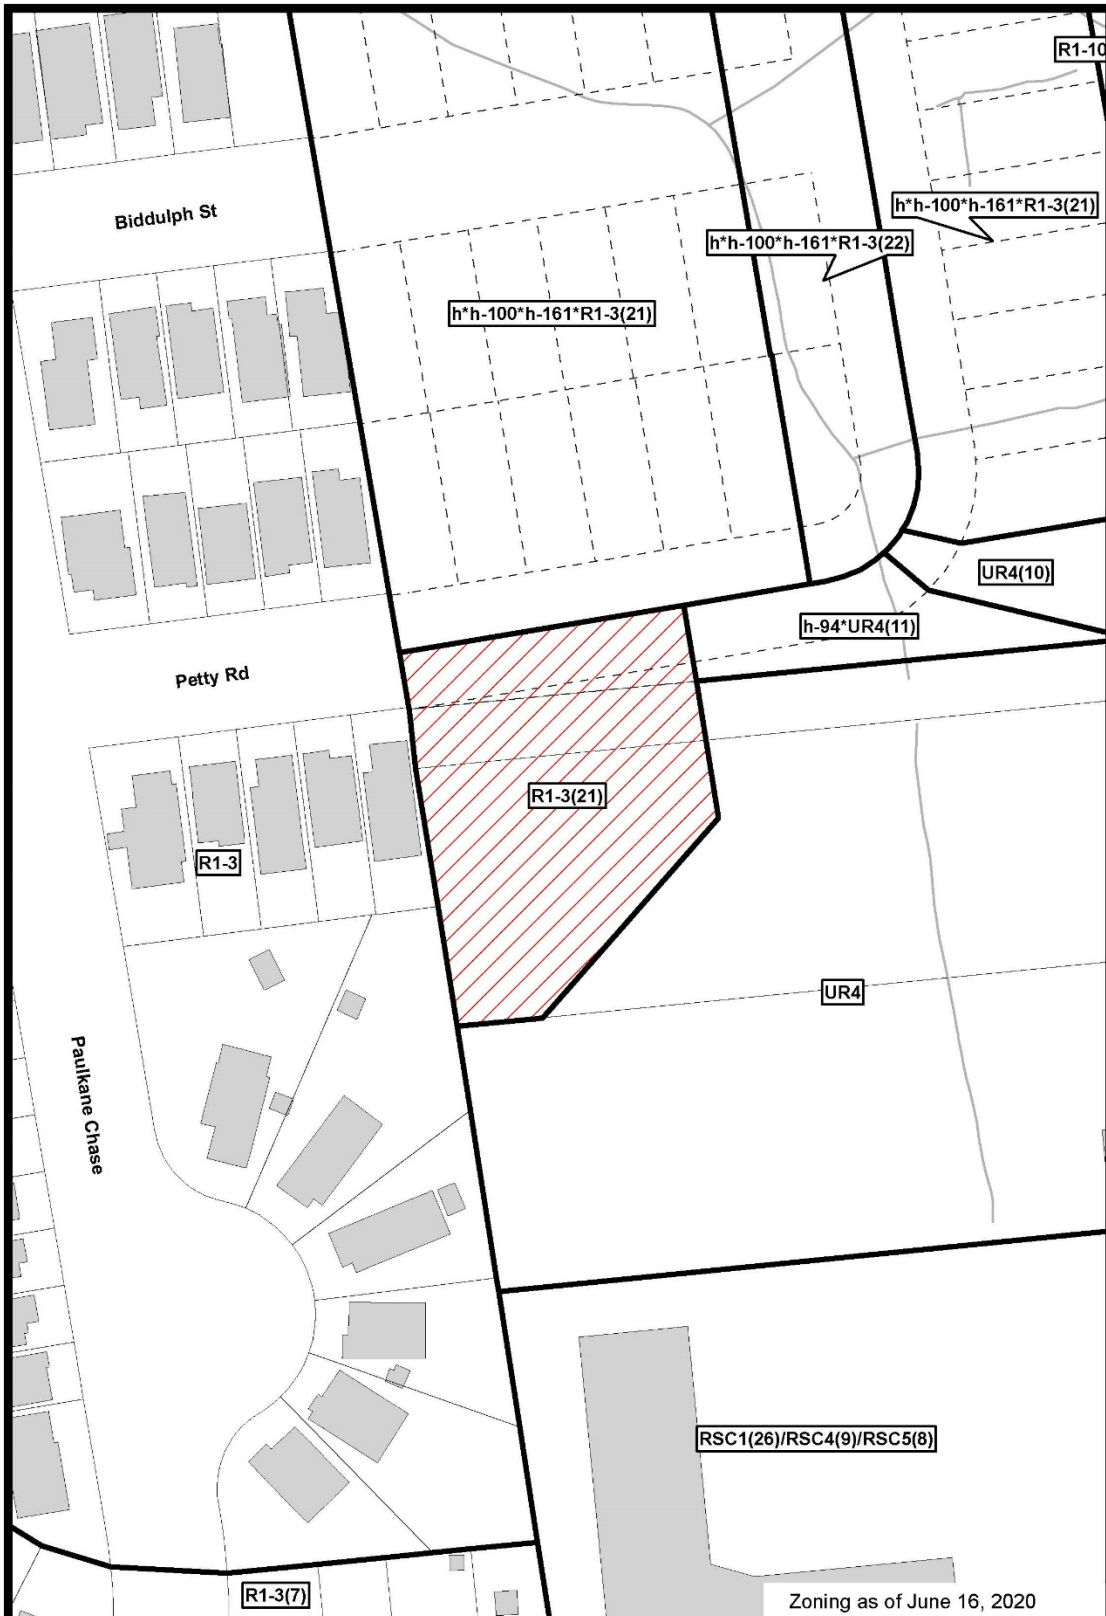 R1-10
h*h-100*h-161*R1-3(21)
Biddulph St
h*h-100*h-161*R1-3(22)
h*h-100*h-161*R1-3(21)
UR4(10)
h-94*UR4(11)
Petty Rd
R1-3(21)
R1-3
UR4
Paulkane Chase
RSC1(26)/RSC4(9)/RSC5(8)
R1-3(7)
Zoning as of June 16, 2020